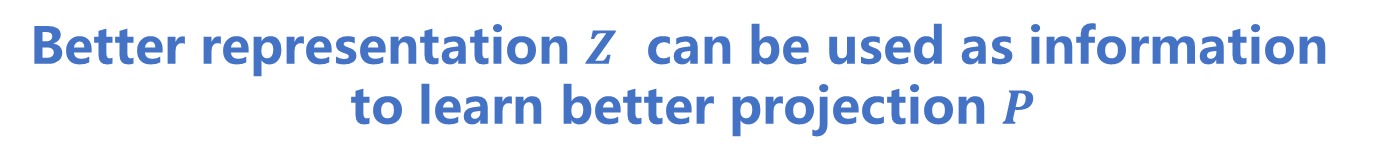 Better representation Z can be used as information
to learn better projection P